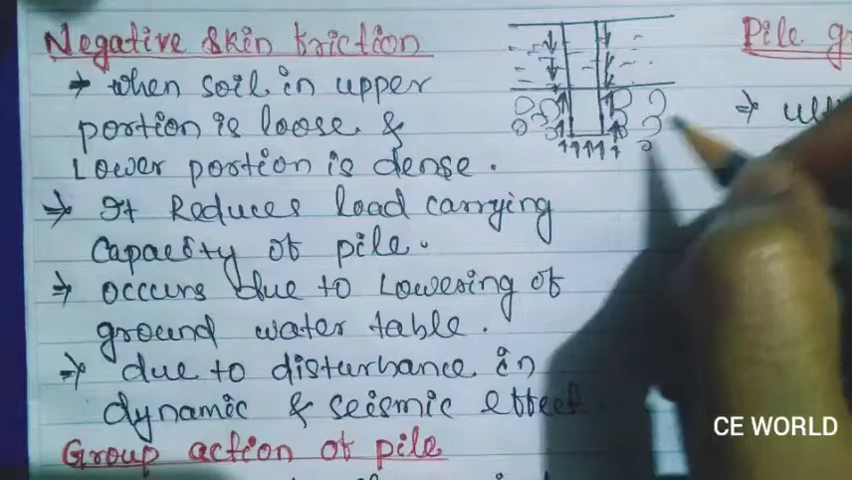 Negative skin friction
→ when soil in upper
portion is loose &
Lower portion is dense.
⇒ It Reduces load carrying
capacity of pile.
⇒ occurs due to Lowering of
ground water table.
⇒ due to disturbance in
dynamic & seismic effect
Group action of pile
Pile g
⇒ ul
CE WORLD